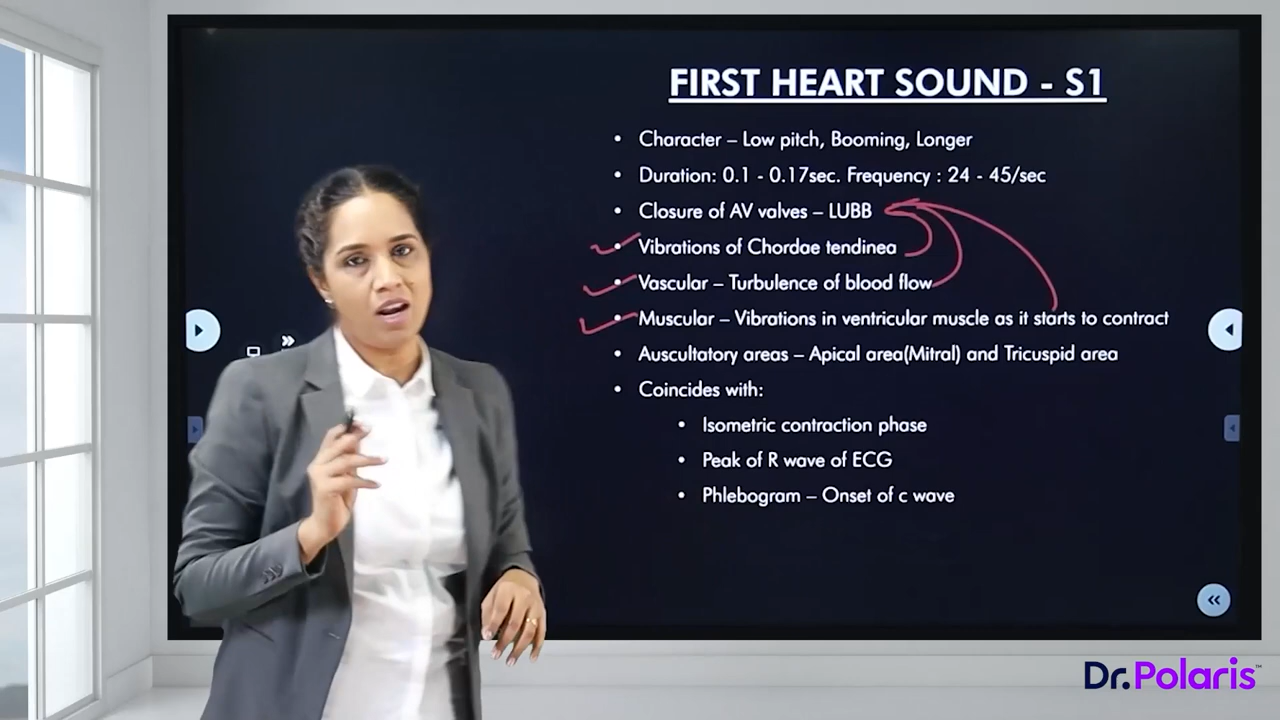 FIRST HEART SOUND - S1
• Character – Low pitch, Booming, Longer
• Duration: 0.1 - 0.17sec. Frequency : 24 - 45/sec
• Closure of AV valves – LUBB
• Vibrations of Chordae tendinea
• Vascular – Turbulence of blood flow
• Muscular – Vibrations in ventricular muscle as it starts to contract
• Auscultatory areas – Apical area(Mitral) and Tricuspid area
• Coincides with:
• Isometric contraction phase
• Peak of R wave of ECG
• Phlebogram – Onset of c wave
Dr.Polaris™